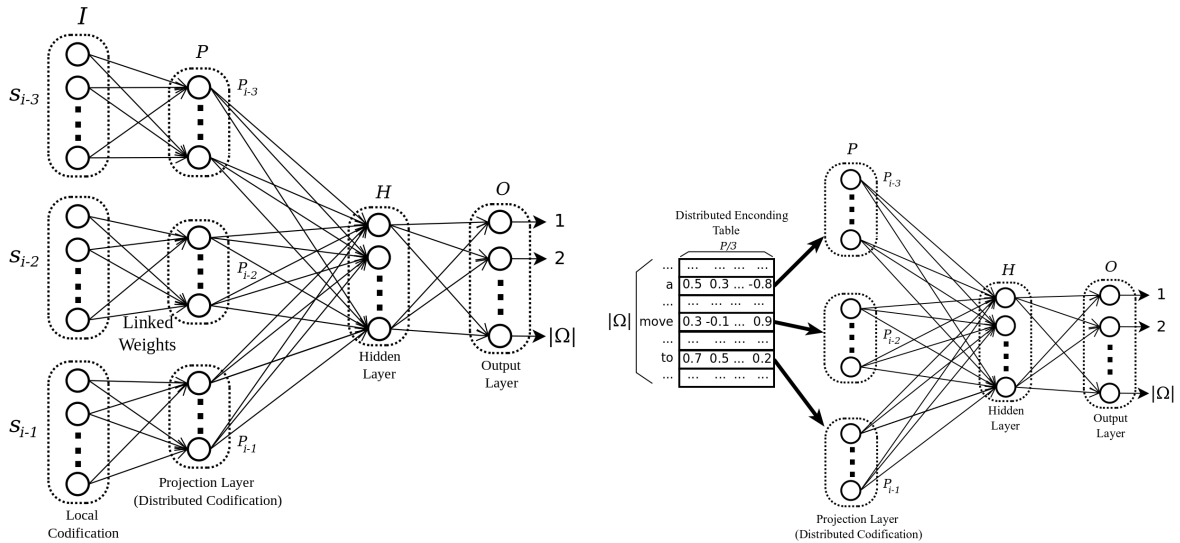 I
P
s_{i-3}
P_{i-3}
s_{i-2}
P_{i-2}
Linked
Weights
s_{i-1}
P_{i-1}
H
O
1
2
|Ω|
Hidden
Layer
Output
Layer
Projection Layer
(Distributed Codification)
Local
Codification
Distributed Enconding
Table
P/3
... ... ... ... ...
a 0.5 0.3 ... -0.8
... ... ... ... ...
|Ω| move 0.3 -0.1 ... 0.9
... ... ... ... ...
to 0.7 0.5 ... 0.2
... ... ... ... ...
P
P_{i-3}
P_{i-2}
P_{i-1}
H
O
1
2
|Ω|
Hidden
Layer
Output
Layer
Projection Layer
(Distributed Codification)